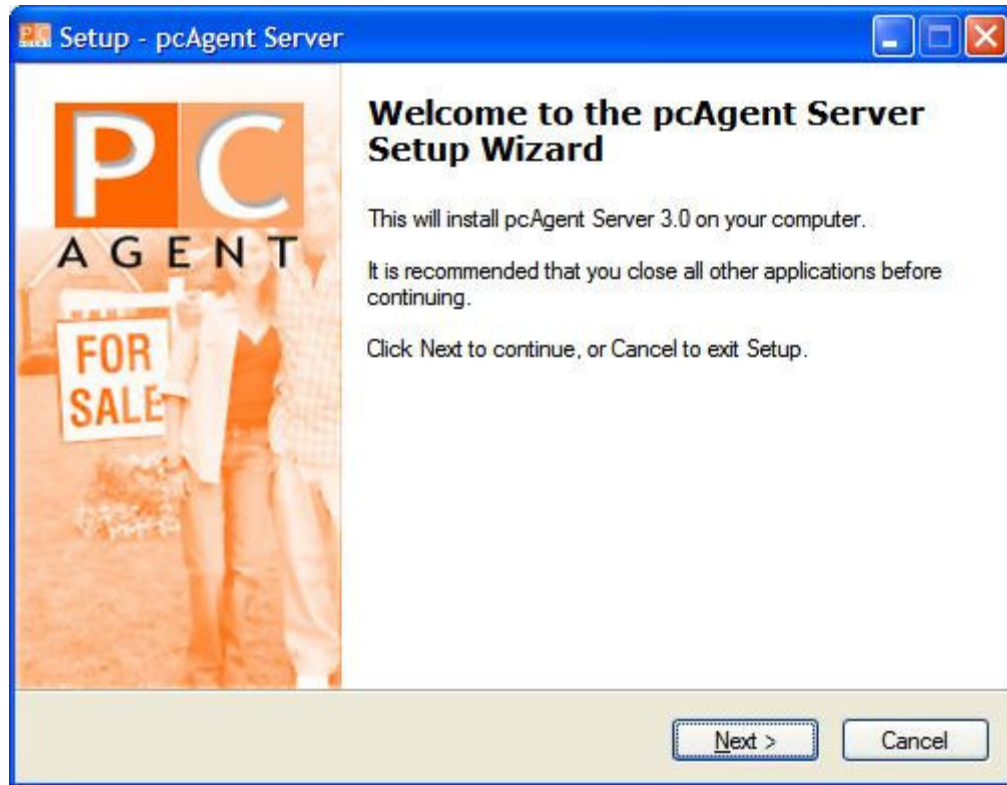 Setup - pcAgent Server
PC
AGENT
FOR
SALE
Welcome to the pcAgent Server
Setup Wizard
This will install pcAgent Server 3.0 on your computer.
It is recommended that you close all other applications before
continuing.
Click Next to continue, or Cancel to exit Setup.
Next >
Cancel